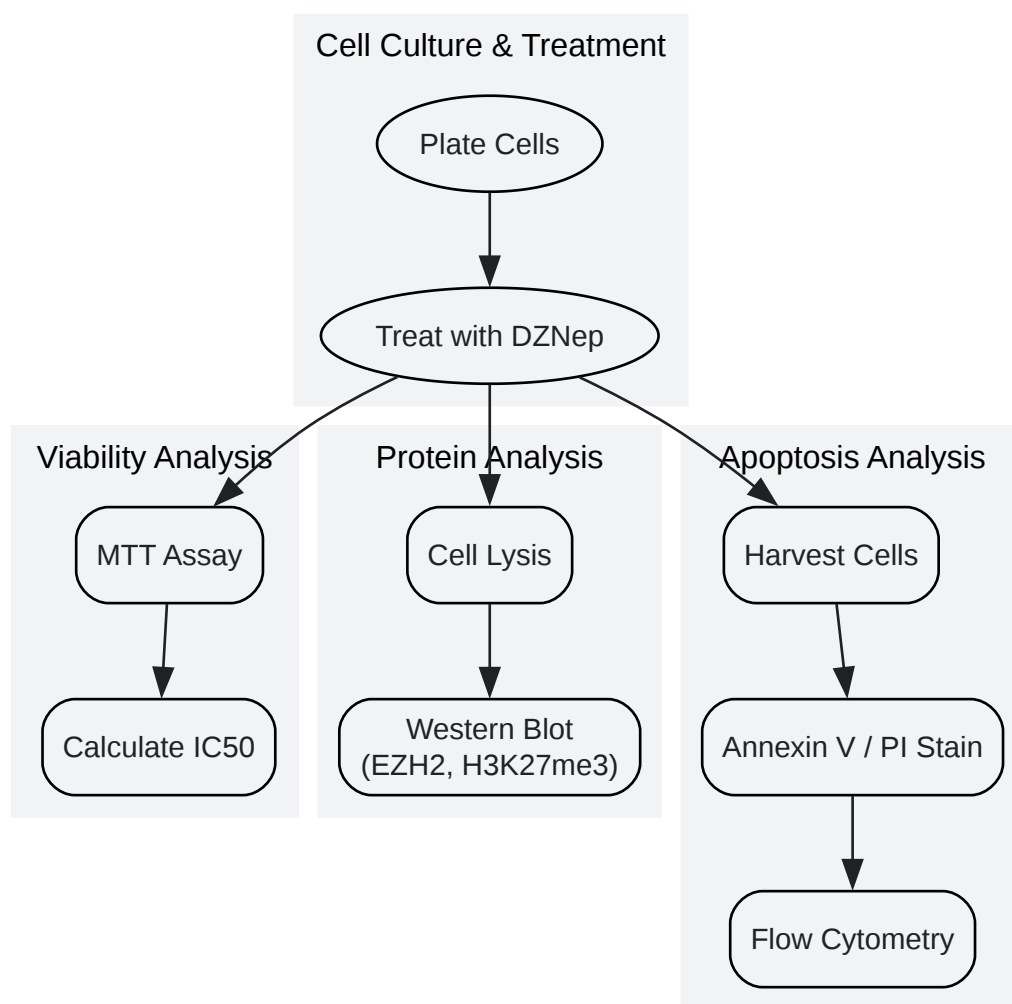 Cell Culture & Treatment
Plate Cells
Treat with DZNep
Viability Analysis
MTT Assay
Calculate IC50
Protein Analysis
Cell Lysis
Western Blot
(EZH2, H3K27me3)
Apoptosis Analysis
Harvest Cells
Annexin V / PI Stain
Flow Cytometry